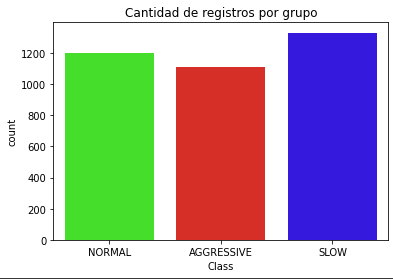 Cantidad de registros por grupo
1200
1000
800
600
400
200
0
count
NORMAL AGGRESSIVE SLOW
Class